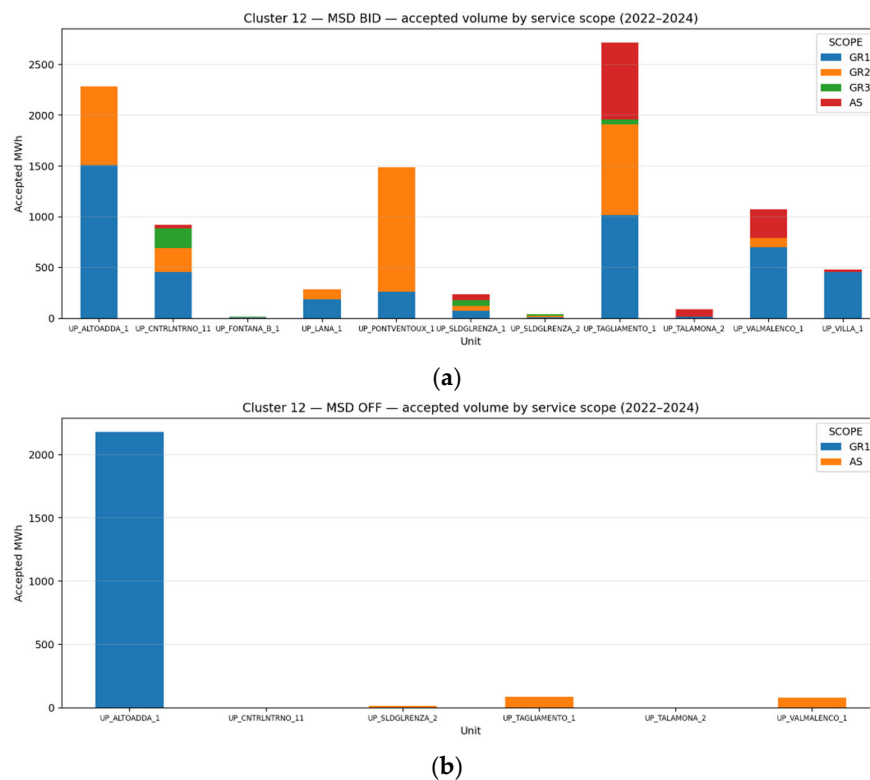 Cluster 12 — MSD BID — accepted volume by service scope (2022–2024)
SCOPE
GR1
GR2
GR3
AS
Accepted MWh
2500
2000
1500
1000
500
0
UP_ALTOADDA_1 UP_CNTRLNTRNO_11 UP_FONTANA_B_1 UP_LANA_1 UP_PONTVENTOUX_1 UP_SLDGLRENZA_1 UP_SLDGLRENZA_2 UP_TAGLIAMENTO_1 UP_TALAMONA_2 UP_VALMALENCO_1 UP_VILLA_1
Unit
(a)
Cluster 12 — MSD OFF — accepted volume by service scope (2022–2024)
SCOPE
GR1
AS
Accepted MWh
2000
1500
1000
500
0
UP_ALTOADDA_1 UP_CNTRLNTRNO_11 UP_SLDGLRENZA_2 UP_TAGLIAMENTO_1 UP_TALAMONA_2 UP_VALMALENCO_1
Unit
(b)